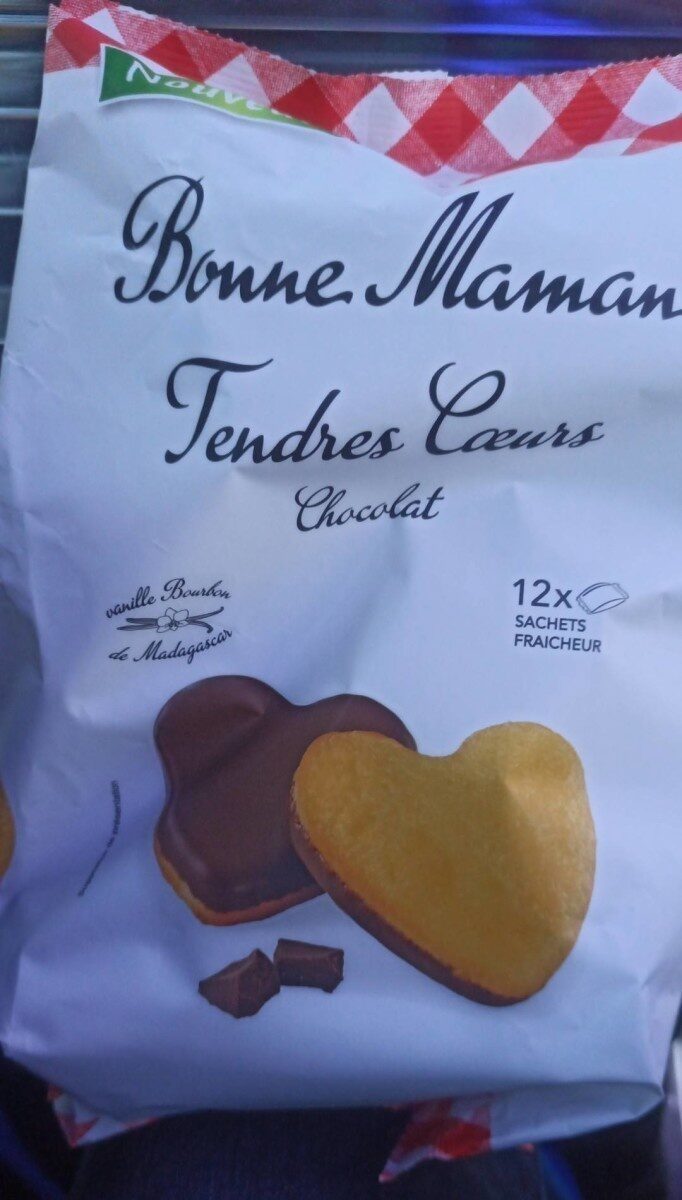 Bonne Maman
Tendres Cœurs
Chocolat
vanille Bourbon
de Madagascar
12x
SACHETS
FRAICHEUR